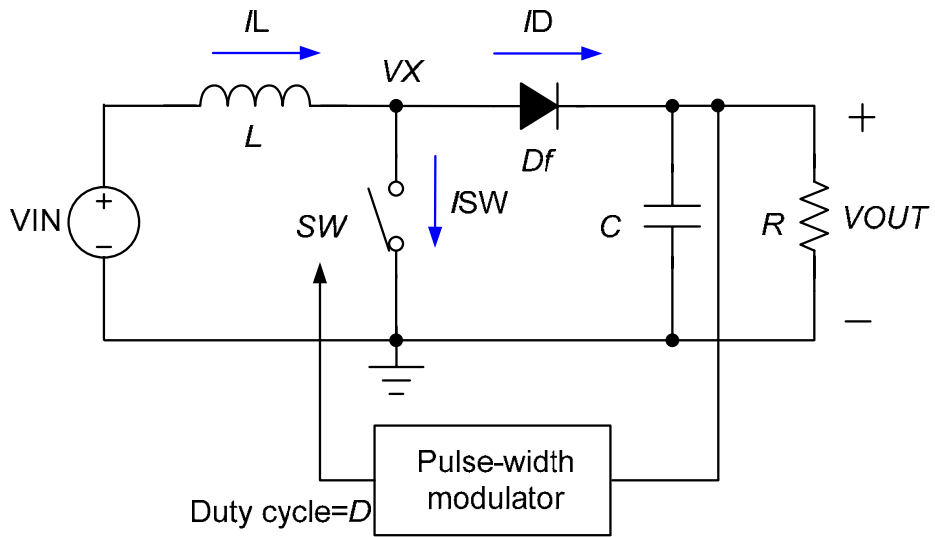 IL
ID
VX
L
Df
VIN
+
−
SW
ISW
C
R
+
VOUT
−
Pulse-width
modulator
Duty cycle=D